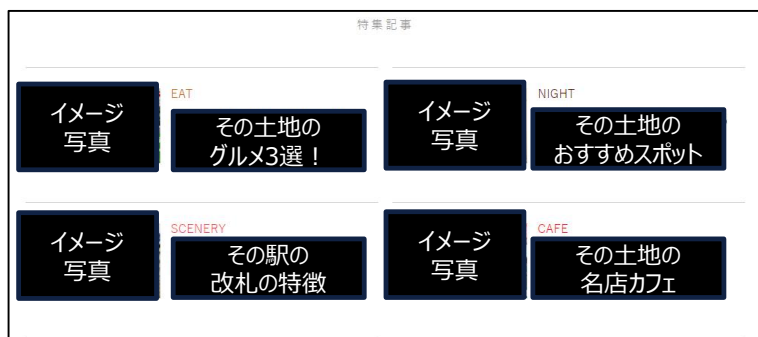 特集記事
EAT
イメージ
写真
その土地の
グルメ3選！
NIGHT
イメージ
写真
その土地の
おすすめスポット
SCENERY
イメージ
写真
その駅の
改札の特徴
CAFE
イメージ
写真
その土地の
名店カフェ